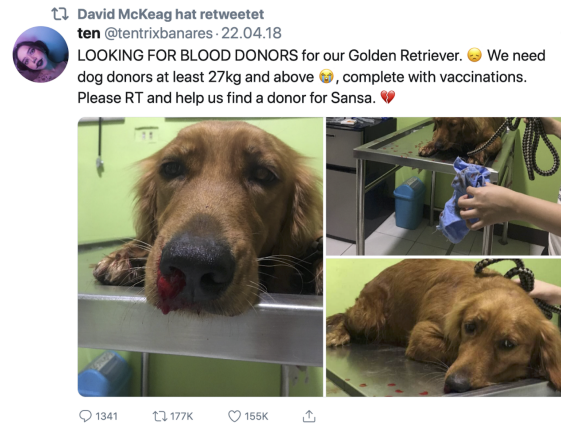 David McKeag hat retweetet
ten @tentrixbanares · 22.04.18
LOOKING FOR BLOOD DONORS for our Golden Retriever. 😞 We need
dog donors at least 27kg and above 😭, complete with vaccinations.
Please RT and help us find a donor for Sansa. 💔
1341 177K 155K